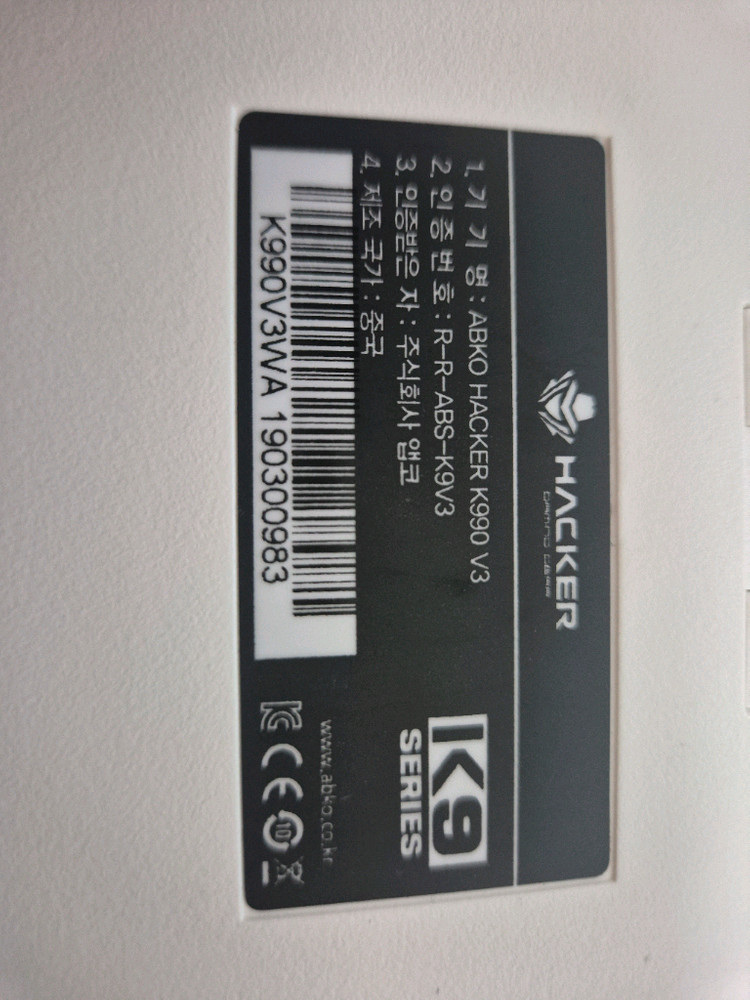 HACKER
1. 기 기 명 : ABKO HACKER K990 V3
2. 인 증 번 호 : R-R-ABS-K9V3
3. 인증받은 자 : 주식회사 앱코
4. 제조 국가 : 중국
K9
SERIES
K990V3WA 190300983
www.abko.co.kr
CE
10